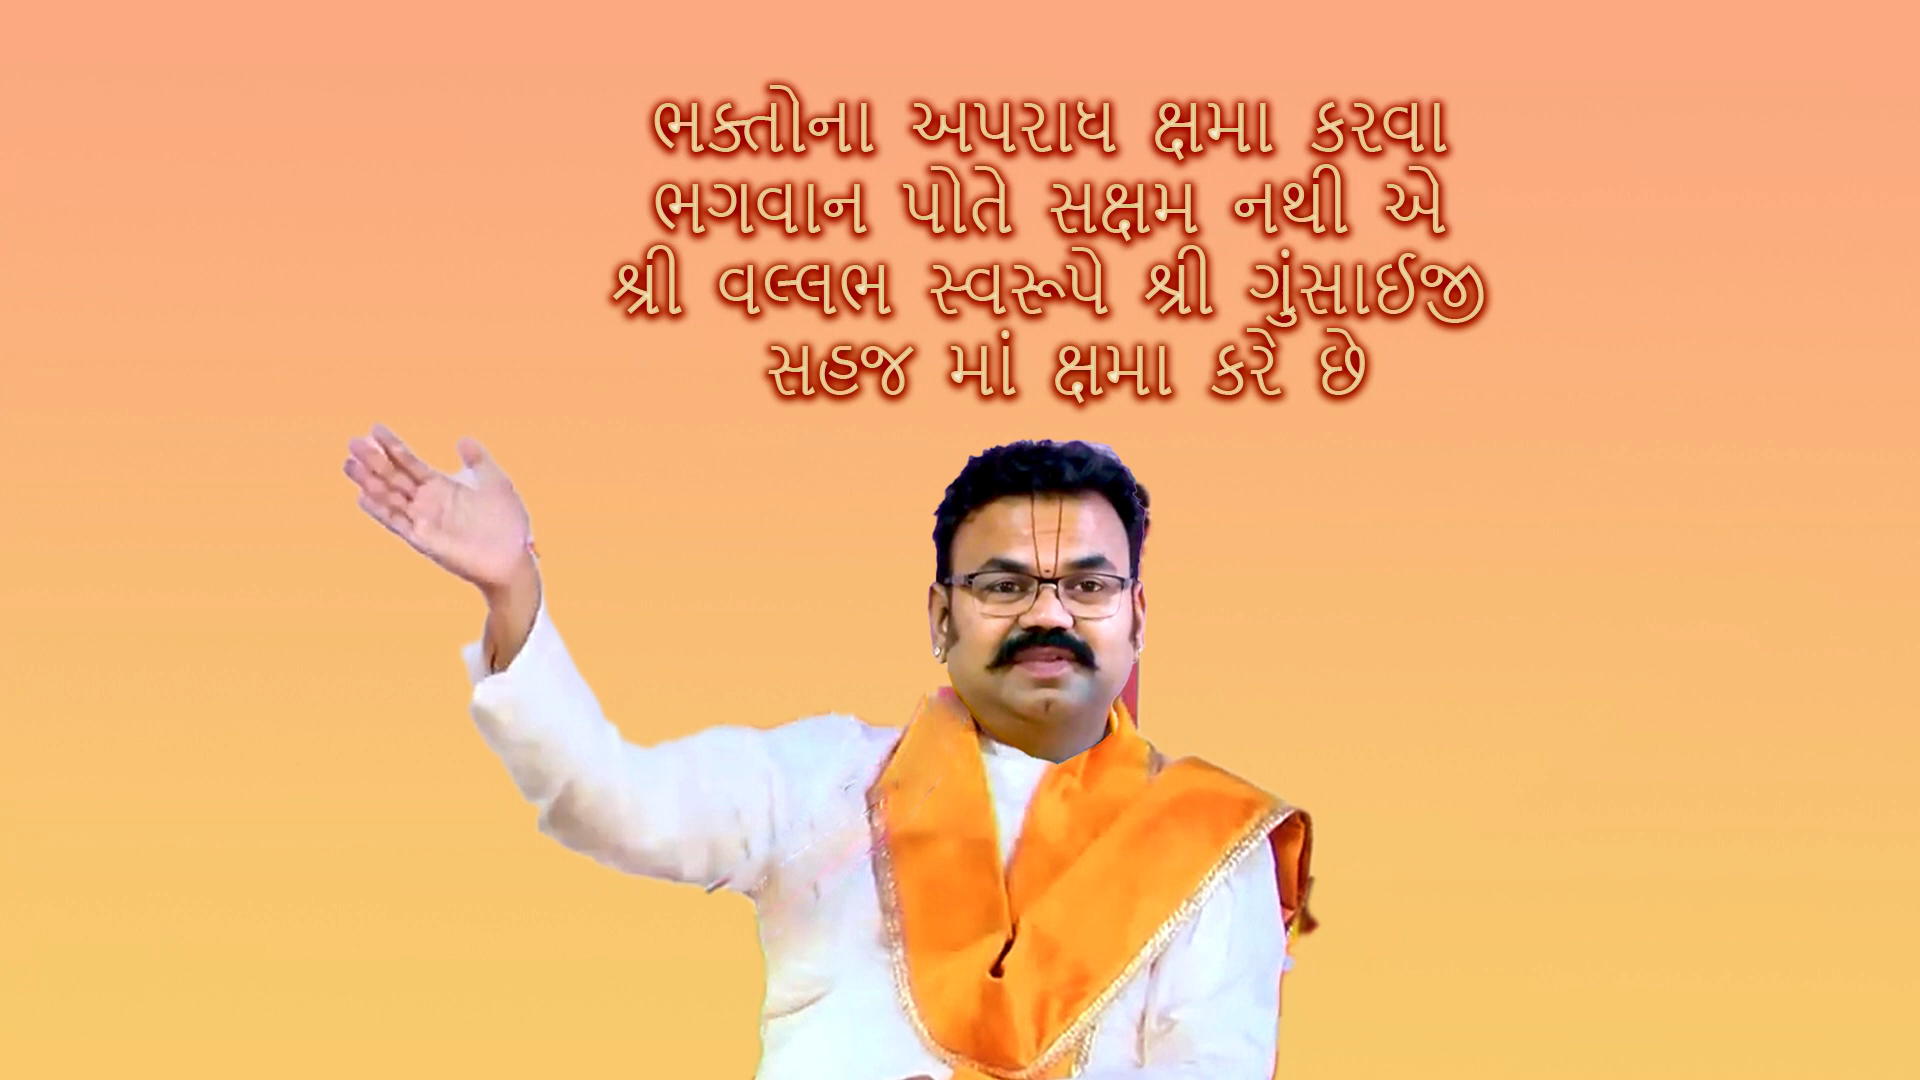 ભક્તોના અપરાધ ક્ષમા કરવા
ભગવાન પોતે સક્ષમ નથી એ
શ્રી વલ્લભ સ્વરૂપે શ્રી ગુંસાઈજી
સહજ માં ક્ષમા કરે છે